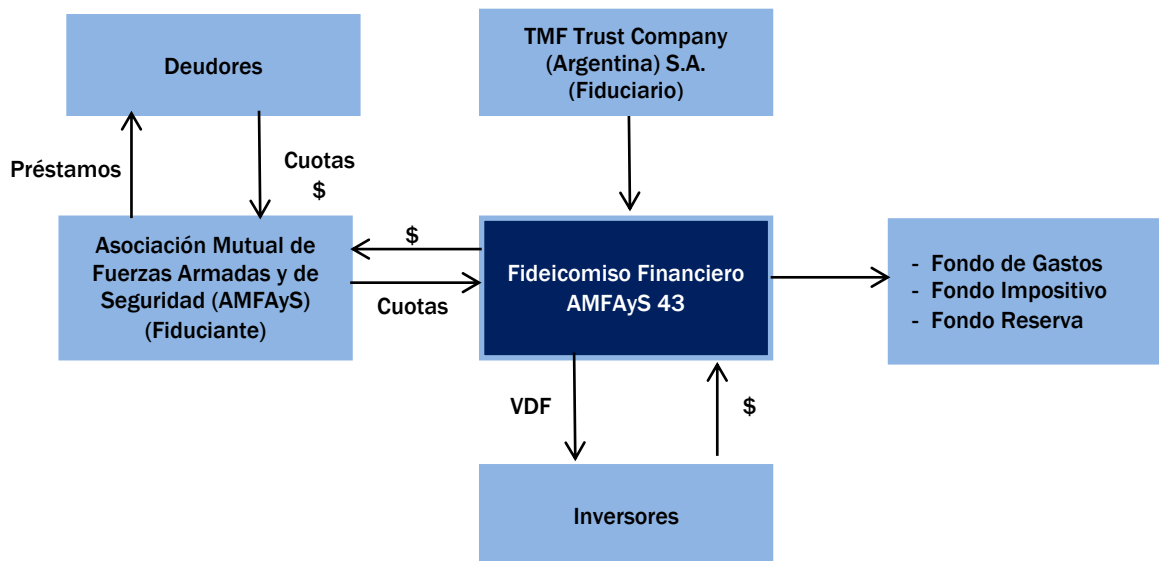 Deudores
TMF Trust Company
(Argentina) S.A.
(Fiduciario)
Préstamos
Cuotas
$
Asociación Mutual de
Fuerzas Armadas y de
Seguridad (AMFAyS)
(Fiduciante)
$
Cuotas
Fideicomiso Financiero
AMFAyS 43
- Fondo de Gastos
- Fondo Impositivo
- Fondo Reserva
VDF
$
Inversores